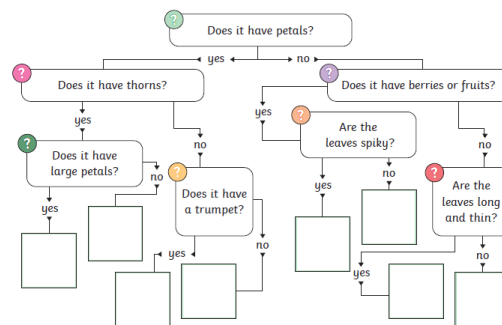 ?
Does it have petals?
yes
no
?
Does it have thorns?
?
Does it have berries or fruits?
yes
no
yes
no
?
Does it have
large petals?
?
Are the
leaves spiky?
yes
no
?
Does it have
a trumpet?
yes
no
?
Are the
leaves long
and thin?
yes
no
yes
no